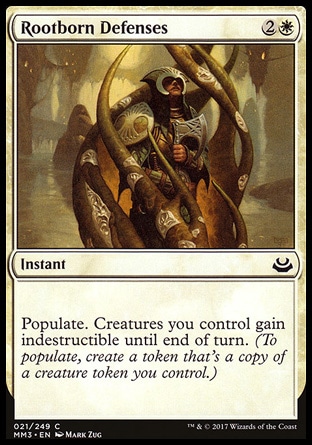 Rootborn Defenses 2
Instant
Populate. Creatures you control gain
indestructible until end of turn. (To
populate, create a token that's a copy of
a creature token you control.)
021/249 C
MM3 • EN Mark Zug ™ & © 2017 Wizards of the Coast